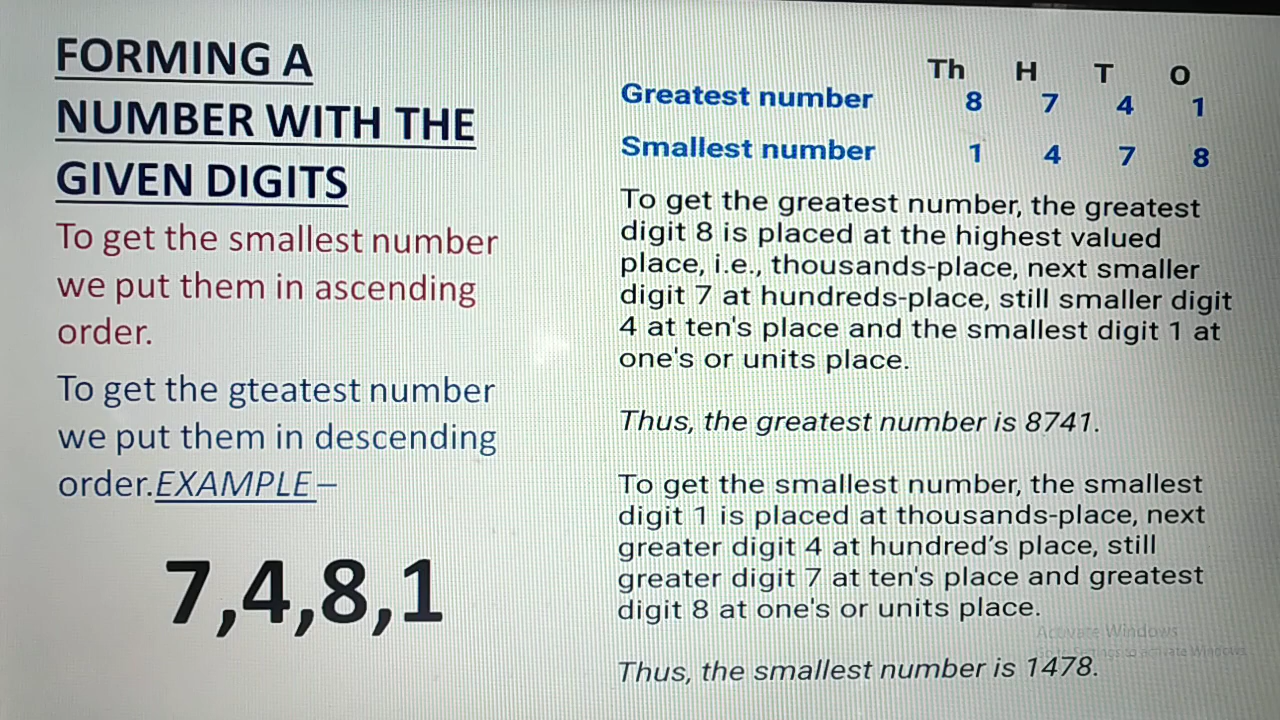 FORMING A
NUMBER WITH THE
GIVEN DIGITS
To get the smallest number
we put them in ascending
order.
To get the gteatest number
we put them in descending
order.EXAMPLE–
7,4,8,1
Th H T O
Greatest number 8 7 4 1
Smallest number 1 4 7 8
To get the greatest number, the greatest
digit 8 is placed at the highest valued
place, i.e., thousands-place, next smaller
digit 7 at hundreds-place, still smaller digit
4 at ten's place and the smallest digit 1 at
one's or units place.
Thus, the greatest number is 8741.
To get the smallest number, the smallest
digit 1 is placed at thousands-place, next
greater digit 4 at hundred's place, still
greater digit 7 at ten's place and greatest
digit 8 at one's or units place.
Activate Windows
Go to Settings to activate Windows.
Thus, the smallest number is 1478.